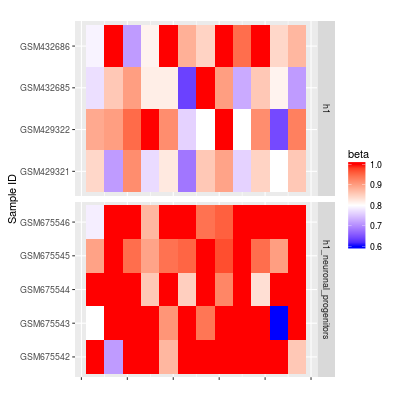 Sample ID
GSM432686
GSM432685
GSM429322
GSM429321
h1
GSM675546
GSM675545
GSM675544
GSM675543
GSM675542
h1_neuronal_progenitors
beta
1.0
0.9
0.8
0.7
0.6